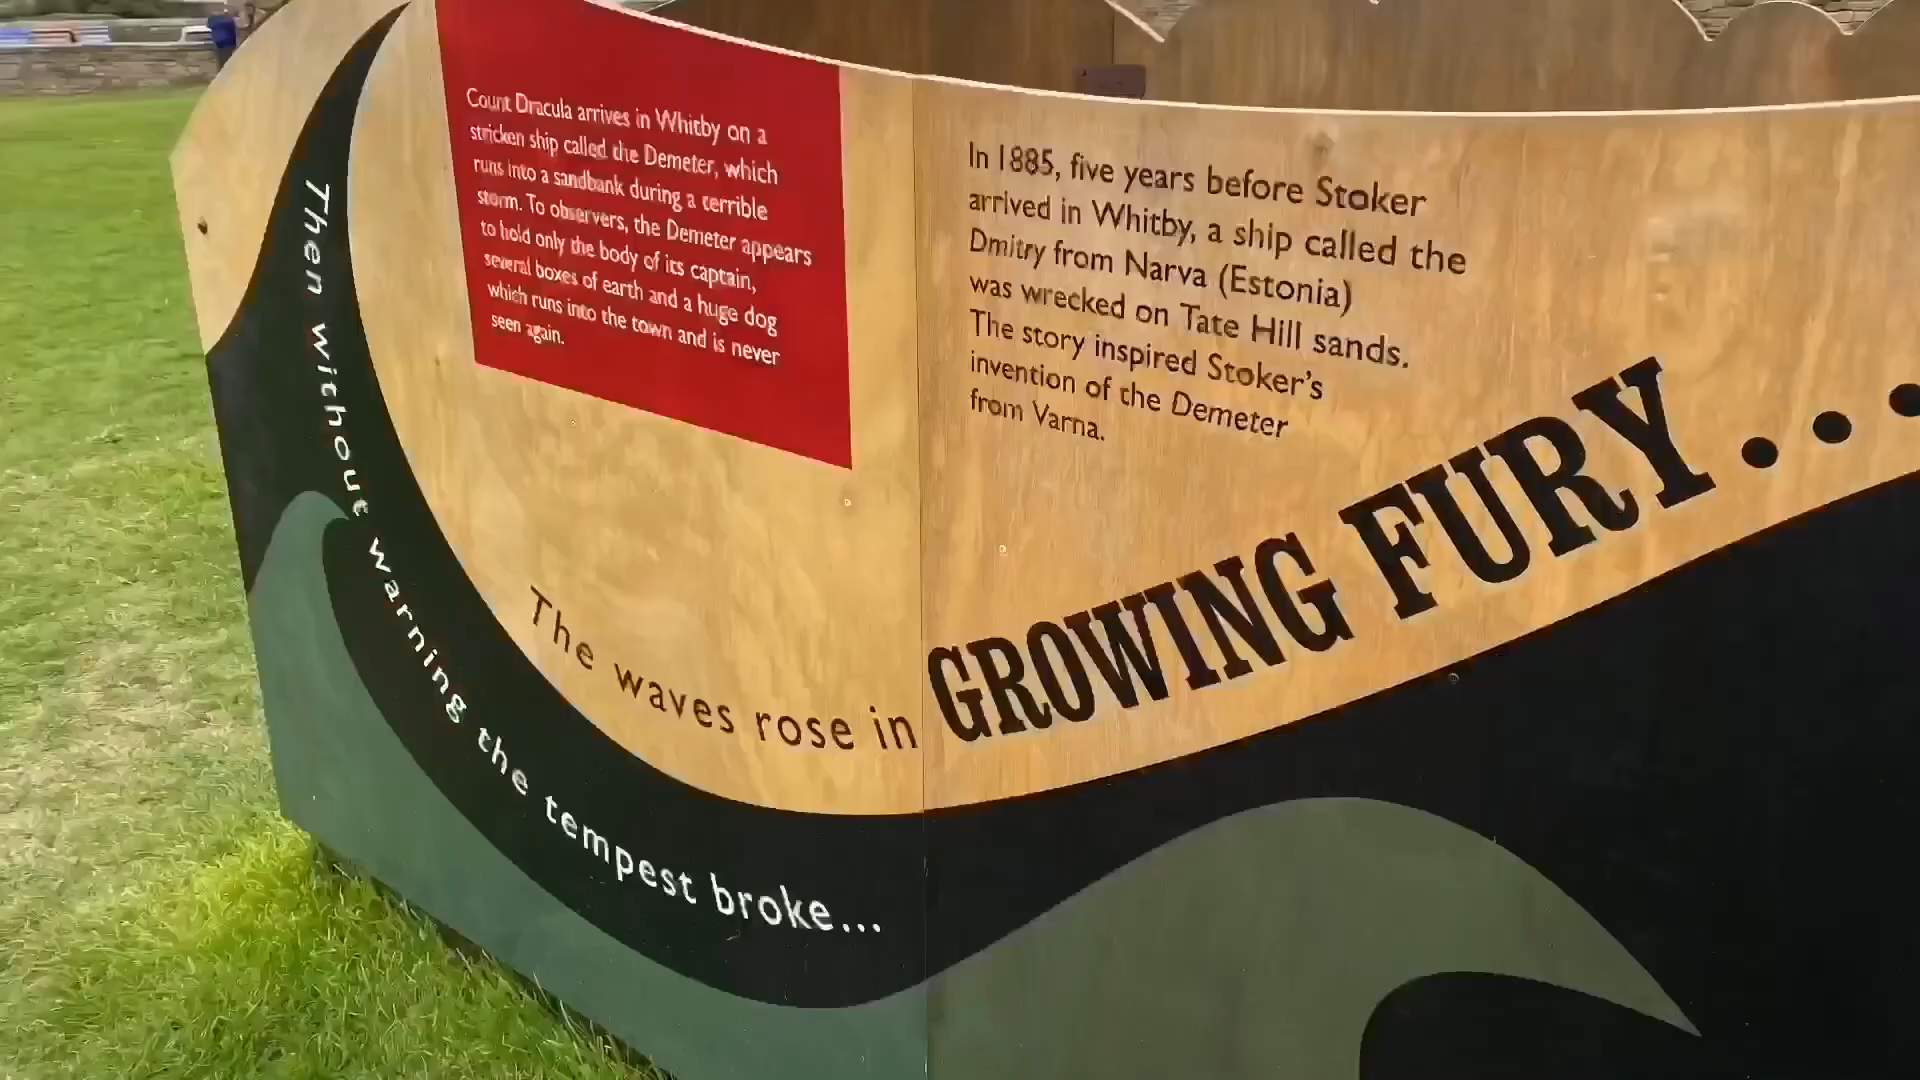 Count Dracula arrives in Whitby on a
stricken ship called the Demeter, which
runs into a sandbank during a terrible
storm. To observers, the Demeter appears
to hold only the body of its captain,
several boxes of earth and a huge dog
which runs into the town and is never
seen again.
In 1885, five years before Stoker
arrived in Whitby, a ship called the
Dmitry from Narva (Estonia)
was wrecked on Tate Hill sands.
The story inspired Stoker's
invention of the Demeter
from Varna.
Then without warning the tempest broke...
The waves rose in GROWING FURY...